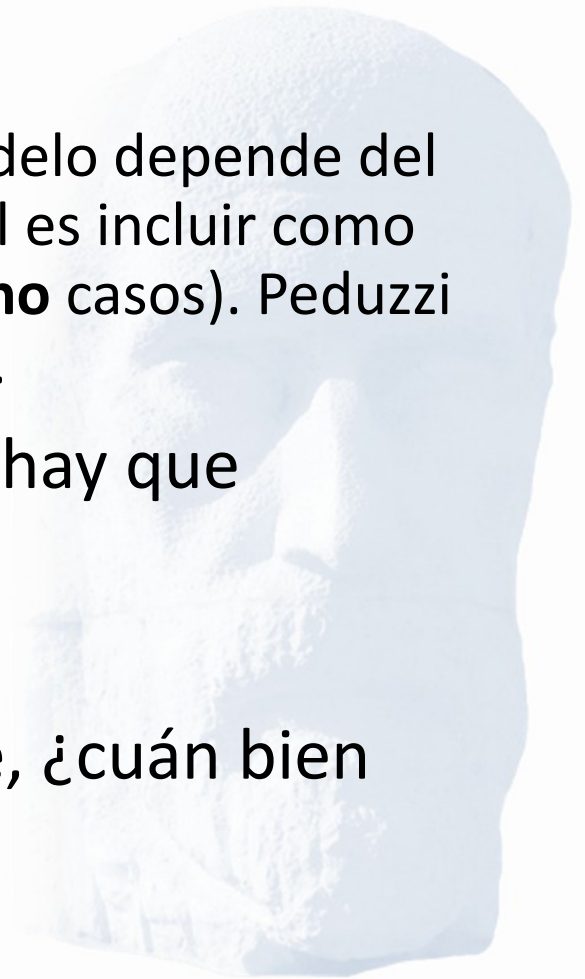 delo depende del
l es incluir como
no casos). Peduzzi
.
hay que
e, ¿cuán bien